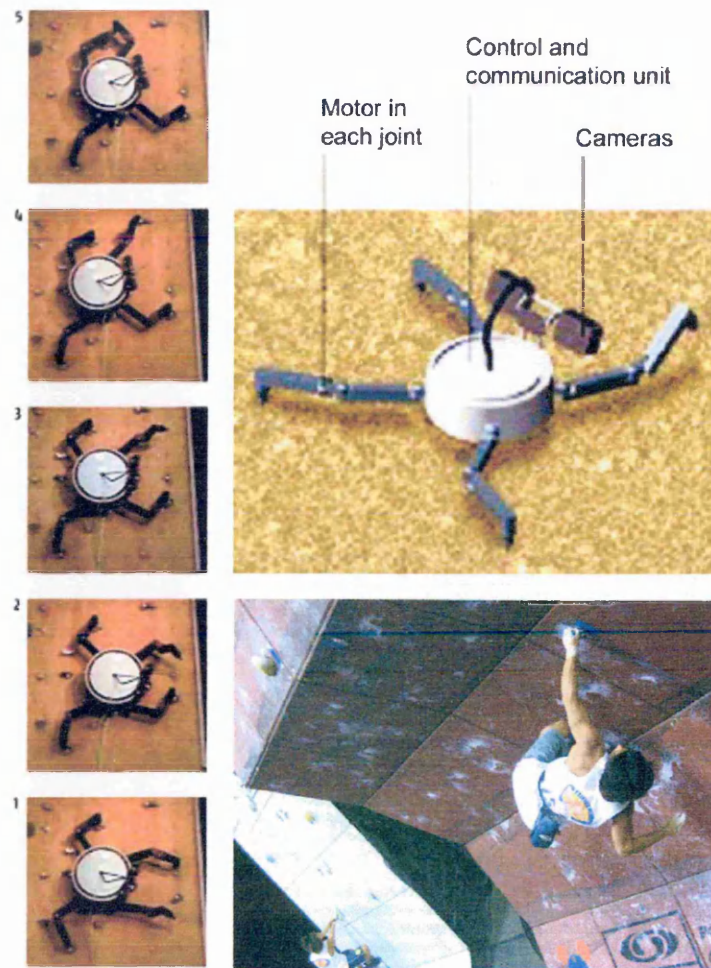 5
Control and
communication unit
Motor in
each joint
Cameras
4
3
2
1